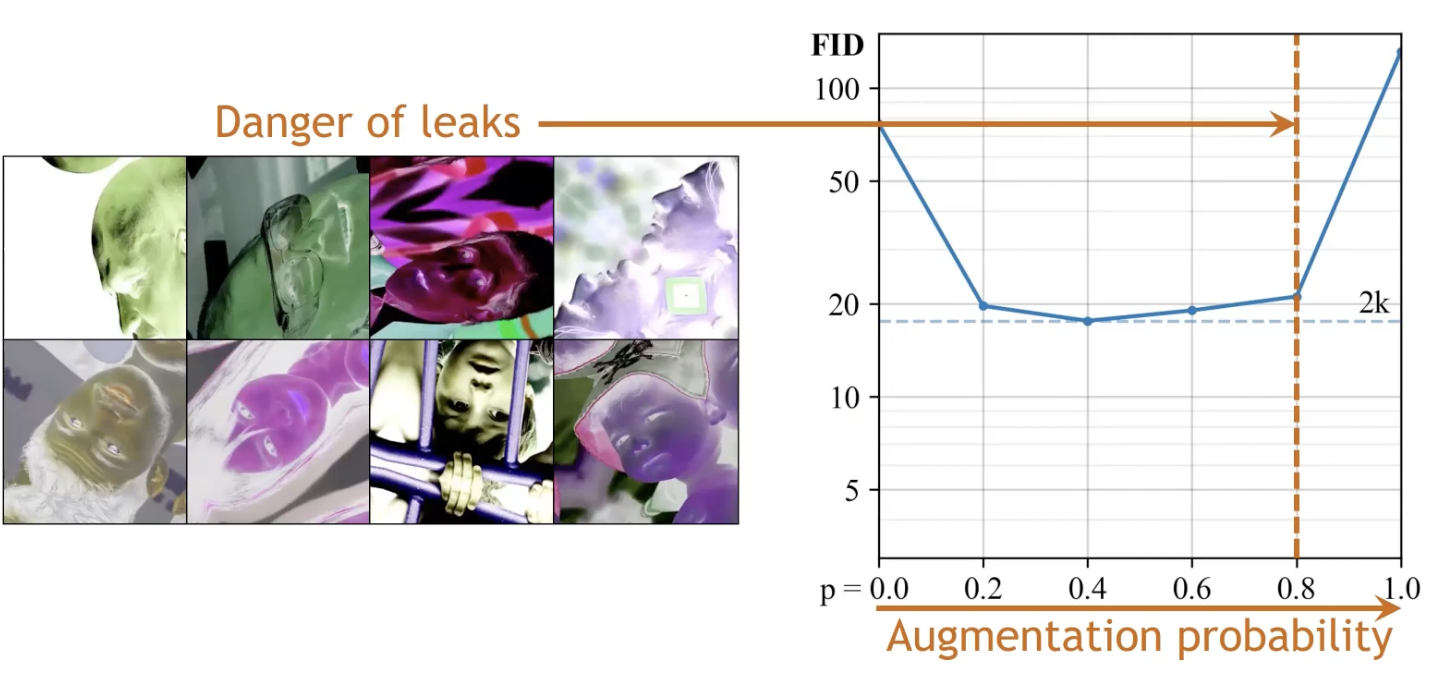 Danger of leaks
FID
100
50
20
10
5
2k
p = 0.0 0.2 0.4 0.6 0.8 1.0
Augmentation probability